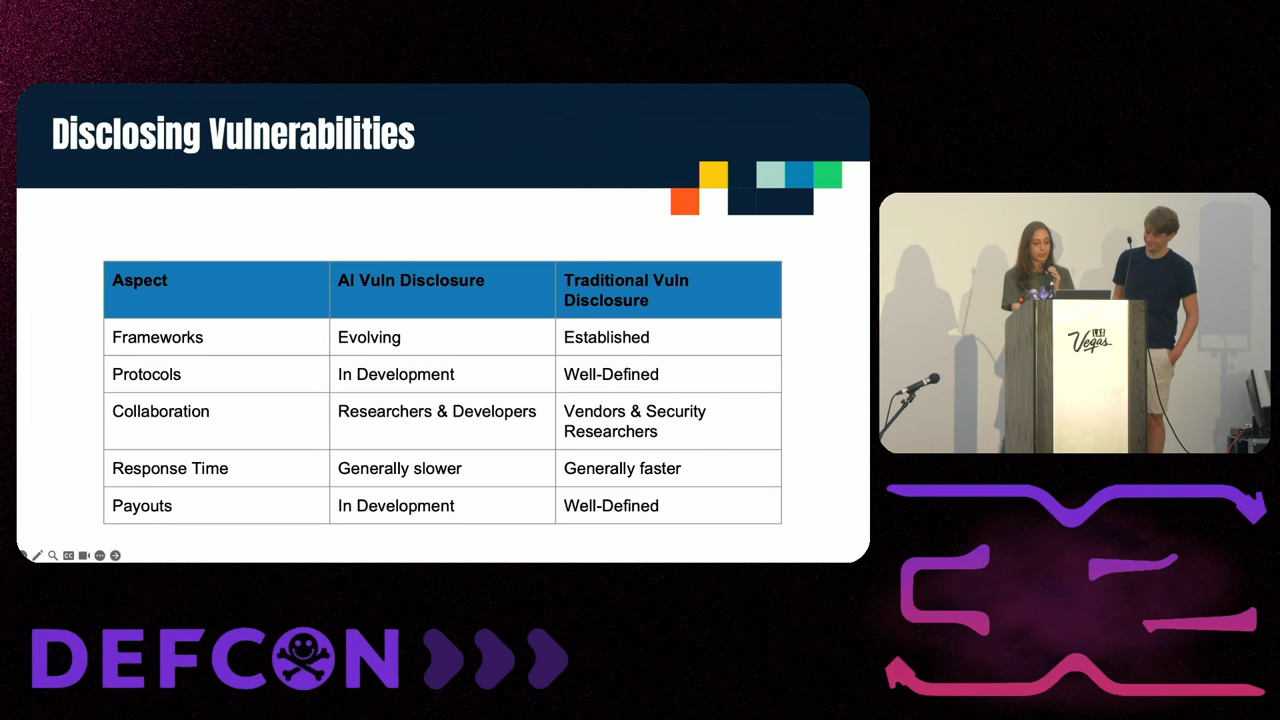 Disclosing Vulnerabilities
Aspect
AI Vuln Disclosure
Traditional Vuln
Disclosure
Frameworks
Evolving
Established
Protocols
In Development
Well-Defined
Collaboration
Researchers & Developers
Vendors & Security
Researchers
Response Time
Generally slower
Generally faster
Payouts
In Development
Well-Defined
LAS
Vegas
DEFCON